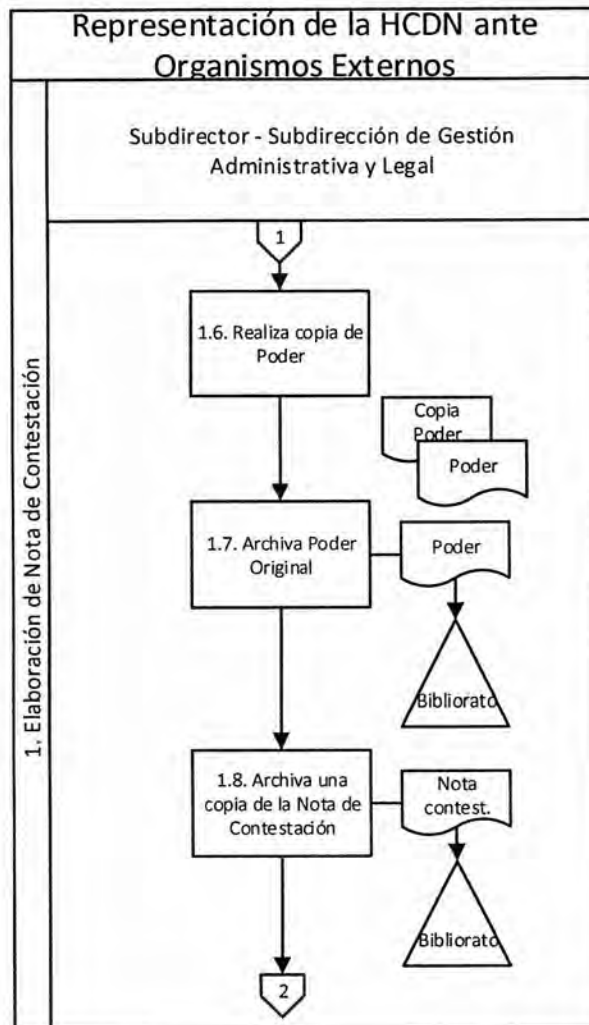 Representación de la HCDN ante
Organismos Externos
Subdirector - Subdirección de Gestión
Administrativa y Legal
1. Elaboración de Nota de Contestación
1
1.6. Realiza copia de
Poder
Copia
Poder
Poder
1.7. Archiva Poder
Original
Poder
Bibliorato
1.8. Archiva una
copia de la Nota de
Contestación
Nota
contest.
Bibliorato
2